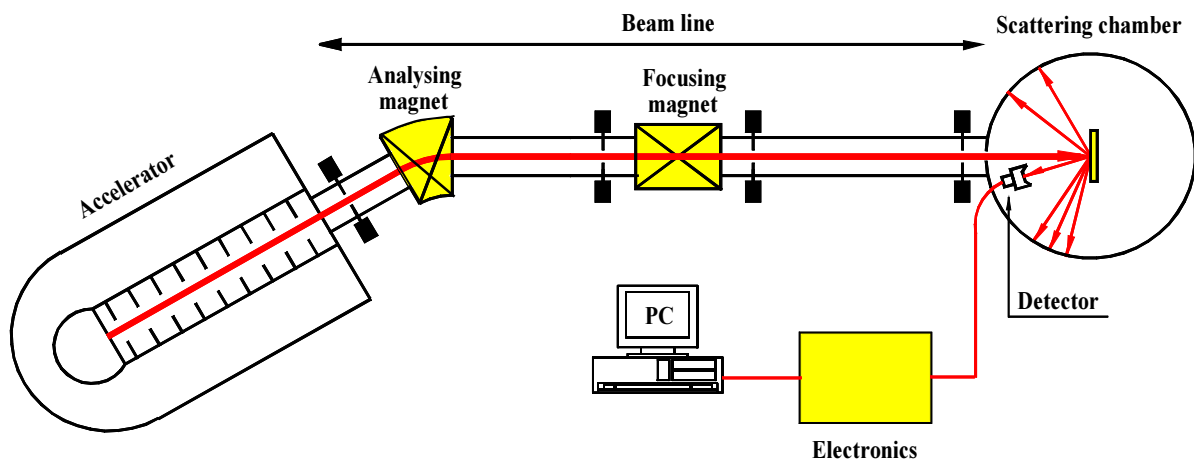 Beam line
Scattering chamber
Analysing
magnet
Focusing
magnet
Accelerator
Detector
PC
Electronics